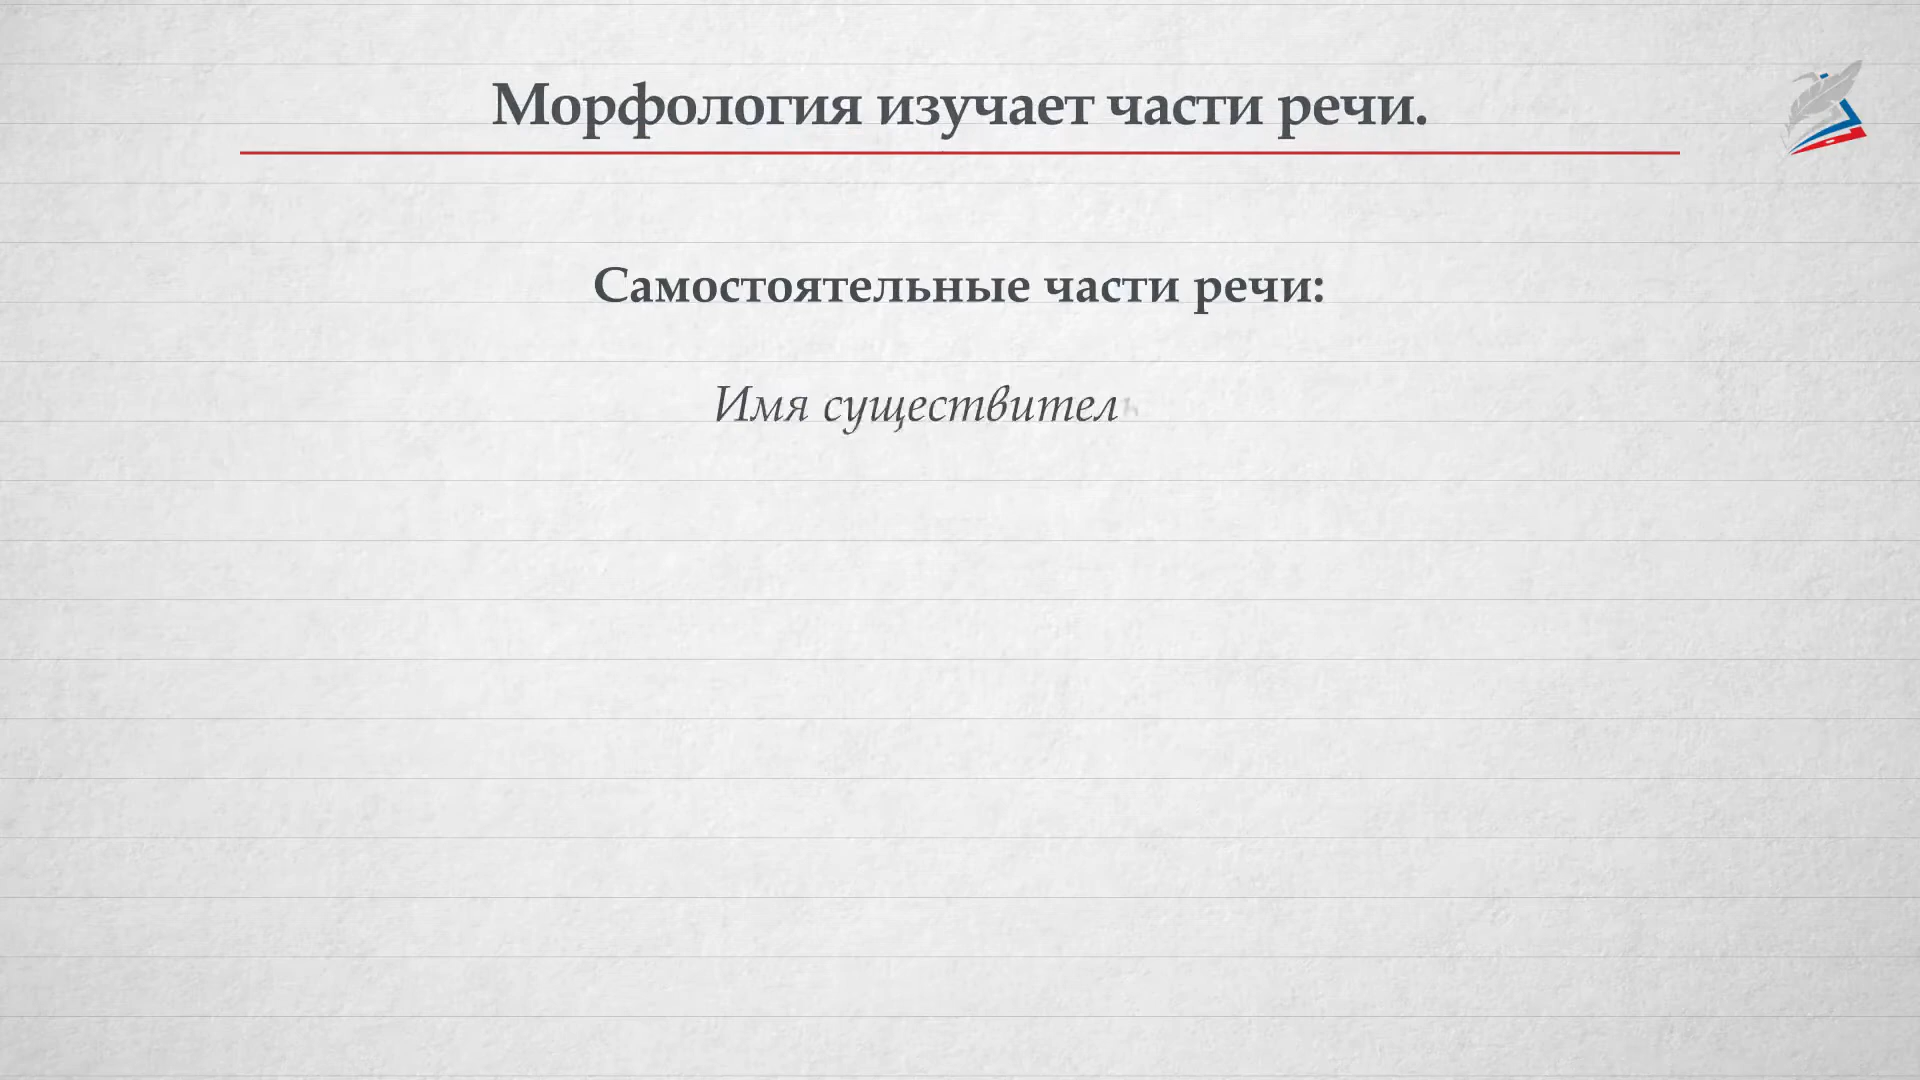 Морфология изучает части речи.
Самостоятельные части речи:
Имя существител